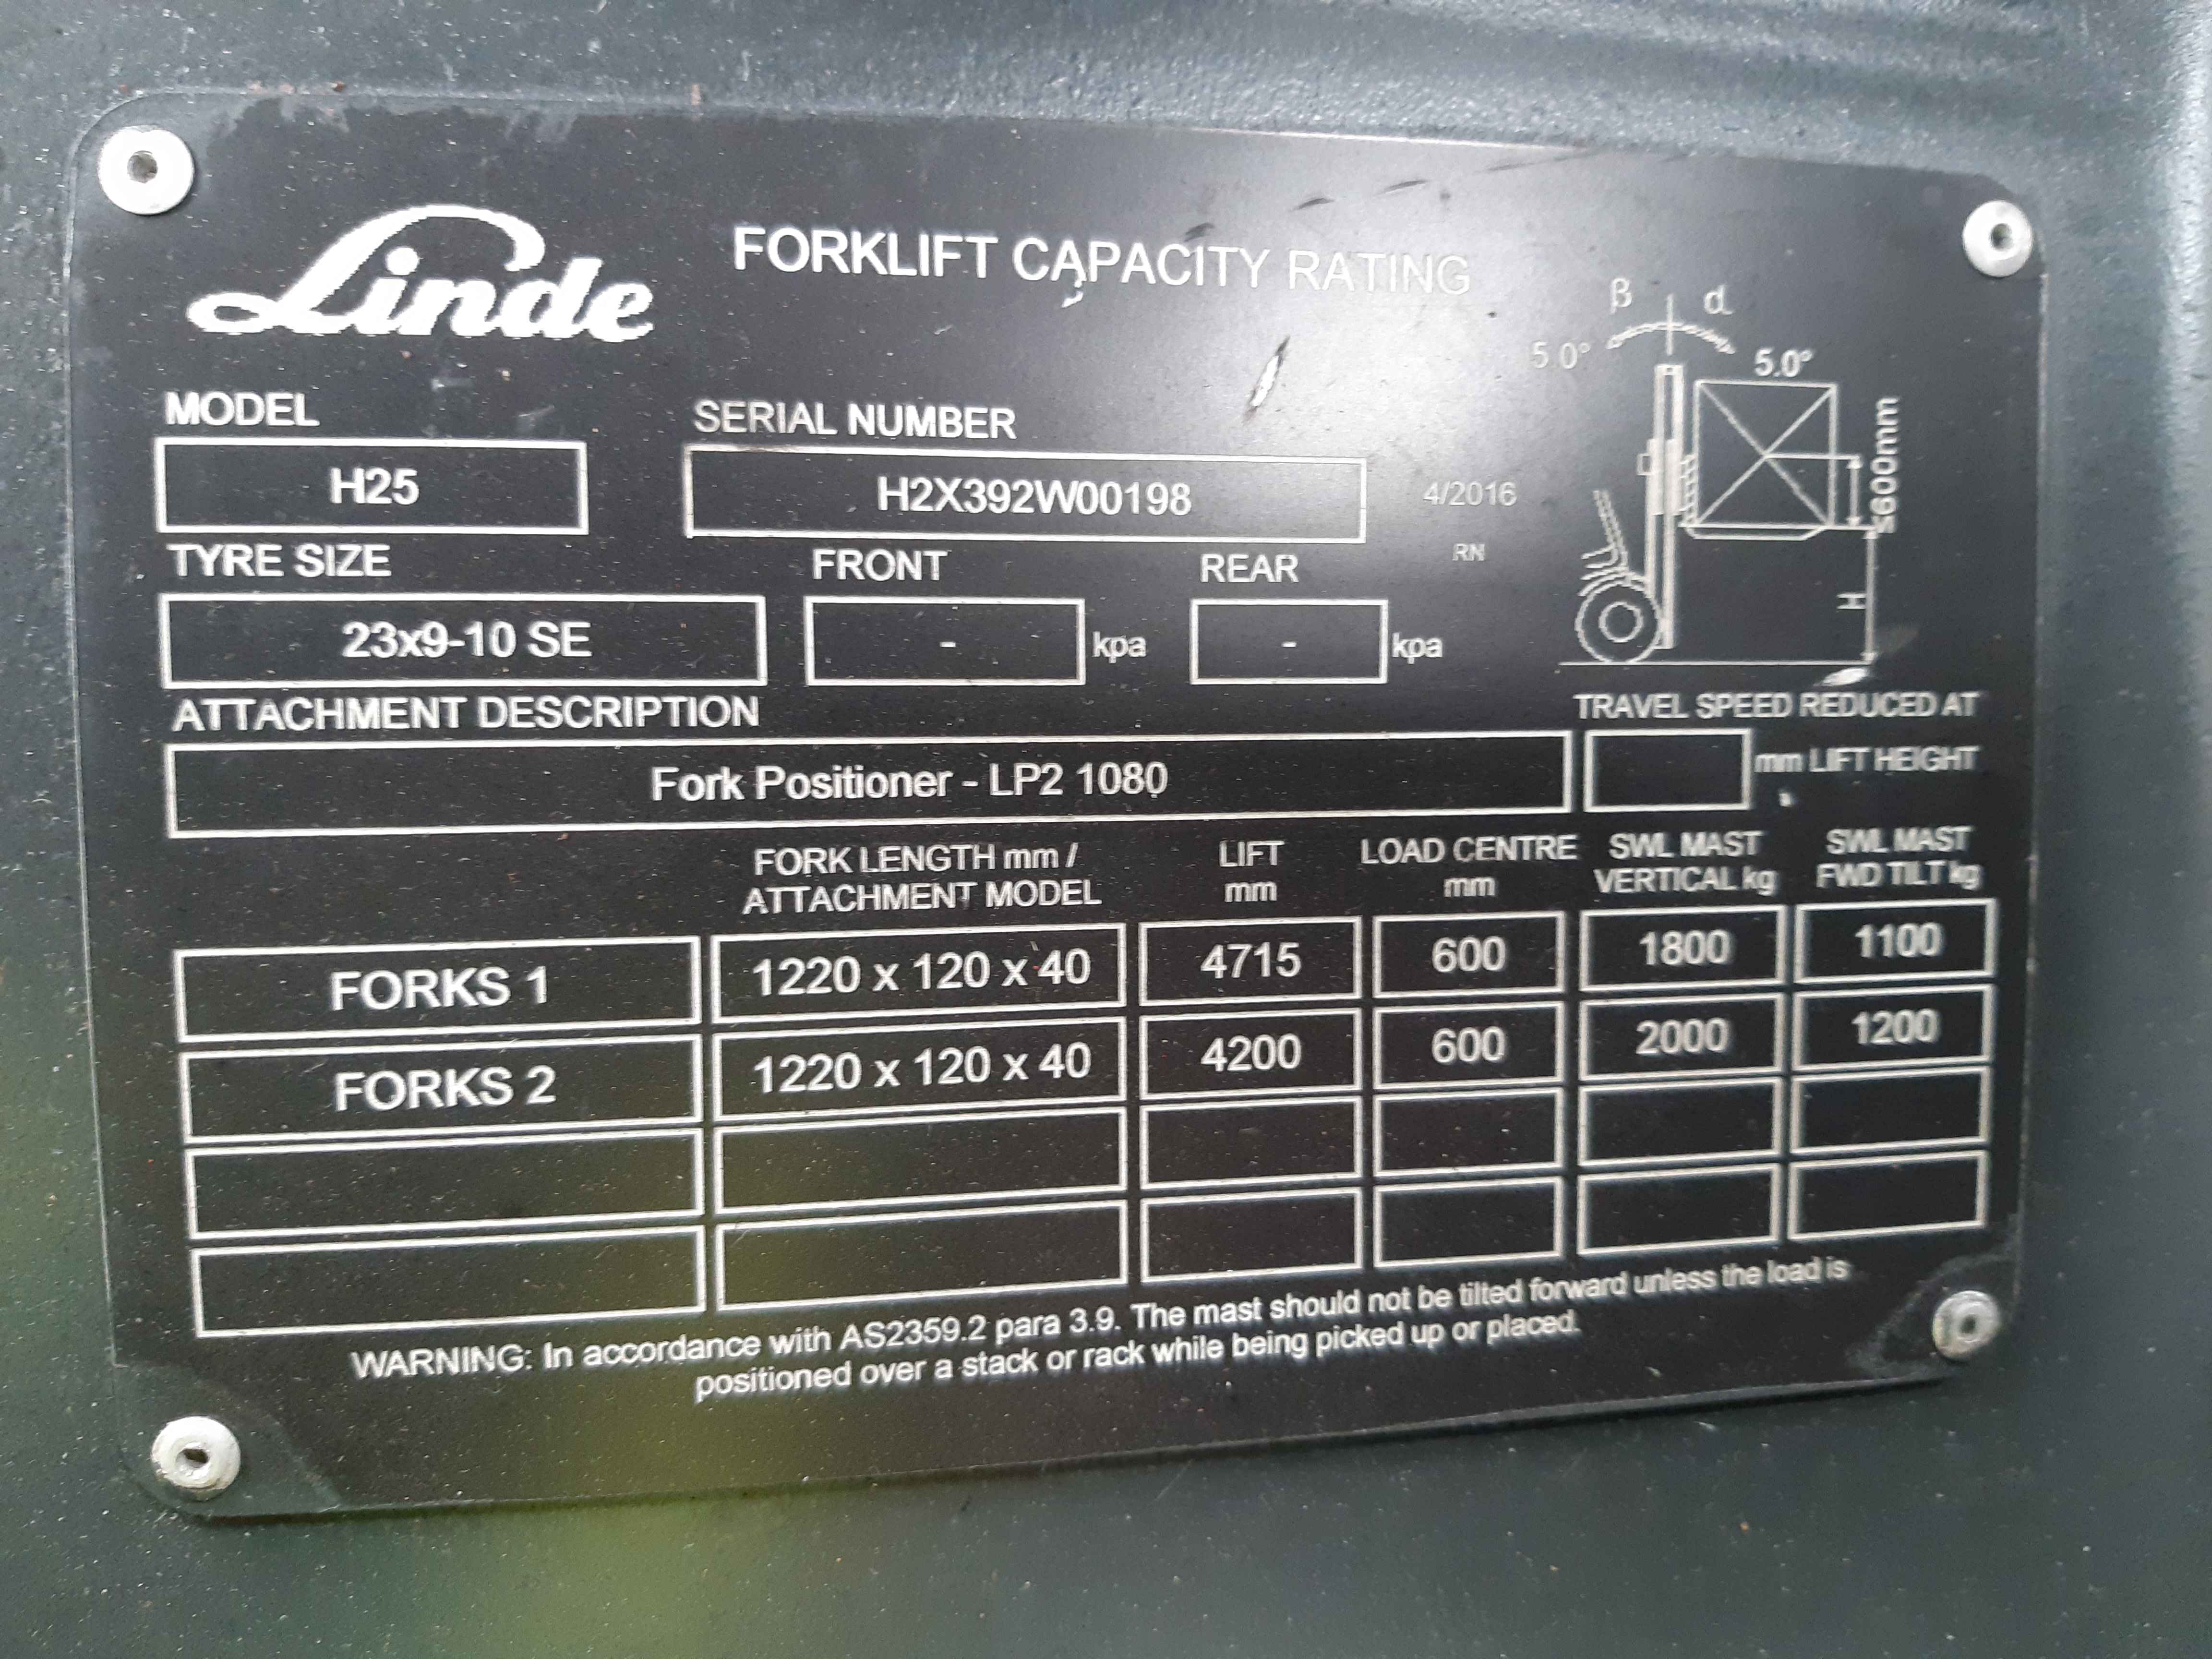 Linde
FORKLIFT CAPACITY RATING
β d
5.0° 5.0°
≤600mm
H
MODEL SERIAL NUMBER
H25 H2X392W00198 4/2016
RN
TYRE SIZE FRONT REAR
23x9-10 SE - kpa - kpa
ATTACHMENT DESCRIPTION TRAVEL SPEED REDUCED AT
Fork Positioner - LP2 1080 mm LIFT HEIGHT
FORK LENGTH mm / LIFT LOAD CENTRE SWL MAST SWL MAST
ATTACHMENT MODEL mm mm VERTICAL kg FWD TILT kg
FORKS 1 1220 x 120 x 40 4715 600 1800 1100
FORKS 2 1220 x 120 x 40 4200 600 2000 1200
WARNING: In accordance with AS2359.2 para 3.9. The mast should not be tilted forward unless the load is
positioned over a stack or rack while being picked up or placed.